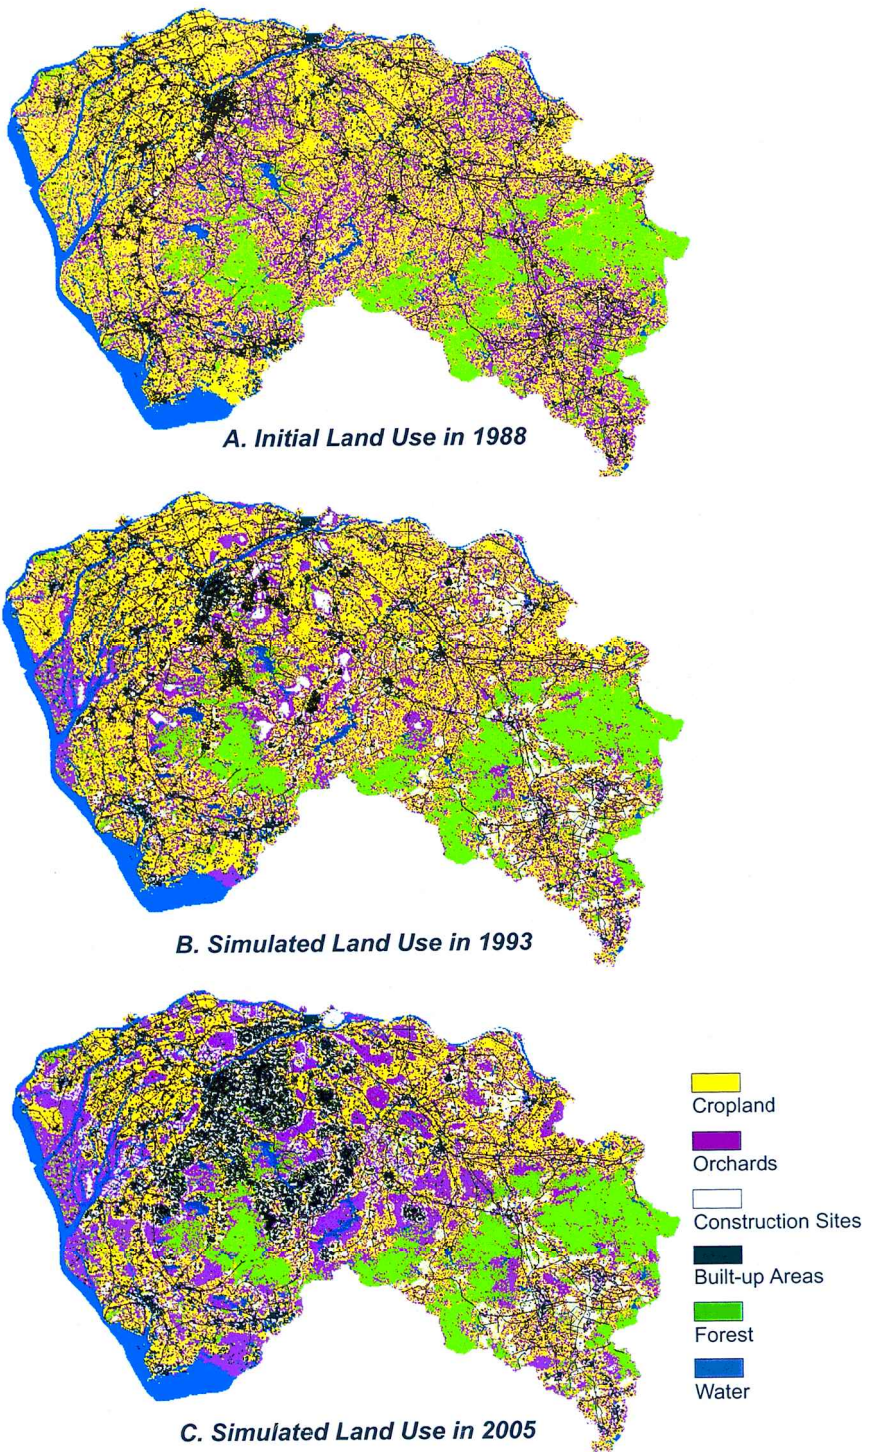 A. Initial Land Use in 1988
B. Simulated Land Use in 1993
Cropland
Orchards
Construction Sites
Built-up Areas
Forest
Water
C. Simulated Land Use in 2005